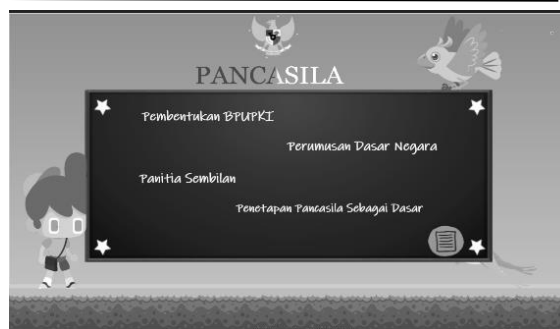 PANCASILA
Pembentukan BPUPKI
Perumusan Dasar Negara
Panitia Sembilan
Penetapan Pancasila Sebagai Dasar